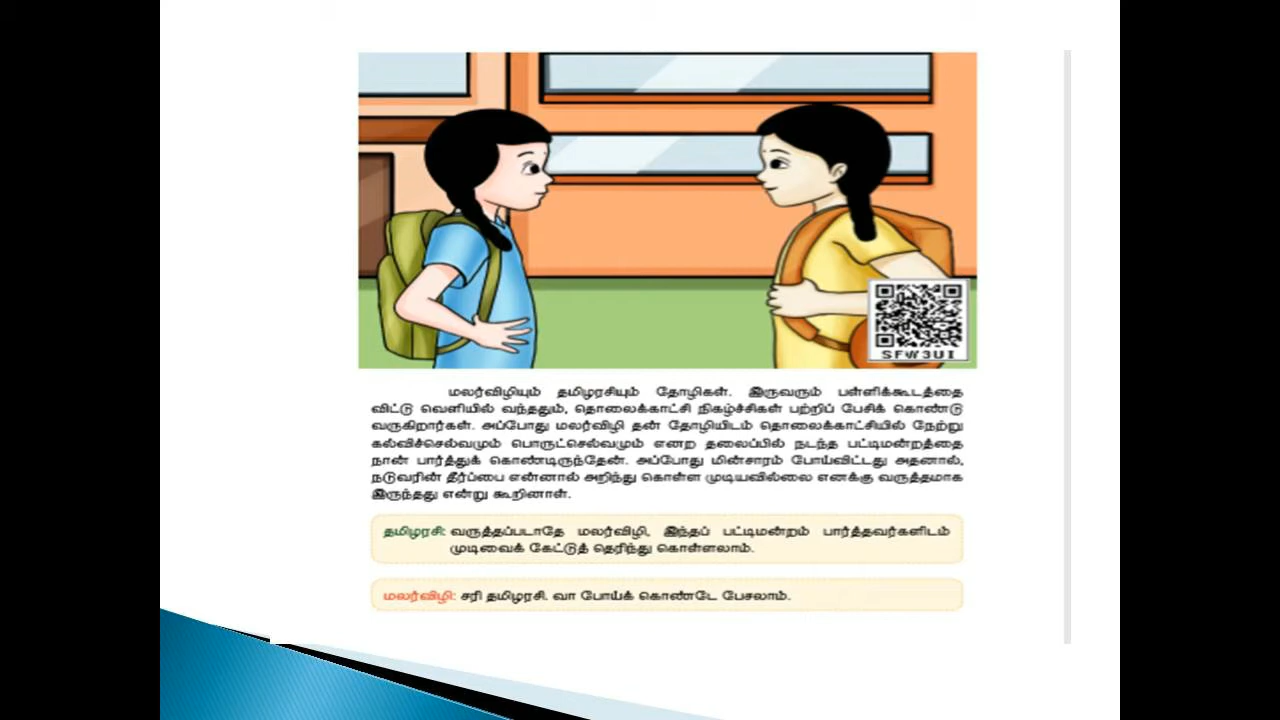 SFW3UI
மலர்விழியும் தமிழரசியும் தோழிகள். இருவரும் பள்ளிக்கூடத்தை
விட்டு வெளியில் வந்ததும், தொலைக்காட்சி நிகழ்ச்சிகள் பற்றிப் பேசிக் கொண்டு
வருகிறார்கள். அப்போது மலர்விழி தன் தோழியிடம் தொலைக்காட்சியில் நேற்று
கல்விச்செல்வமும் பொருட்செல்வமும் எனற தலைப்பில் நடந்த பட்டிமன்றத்தை
நான் பார்த்துக் கொண்டிருந்தேன். அப்போது மின்சாரம் போய்விட்டது அதனால்,
நடுவரின் தீர்ப்பை என்னால் அறிந்து கொள்ள முடியவில்லை எனக்கு வருத்தமாக
இருந்தது என்று கூறினாள்.
தமிழரசி: வருத்தப்படாதே மலர்விழி, இந்தப் பட்டிமன்றம் பார்த்தவர்களிடம்
முடிவைக் கேட்டுத் தெரிந்து கொள்ளலாம்.
மலர்விழி: சரி தமிழரசி. வா போய்க் கொண்டே பேசலாம்.